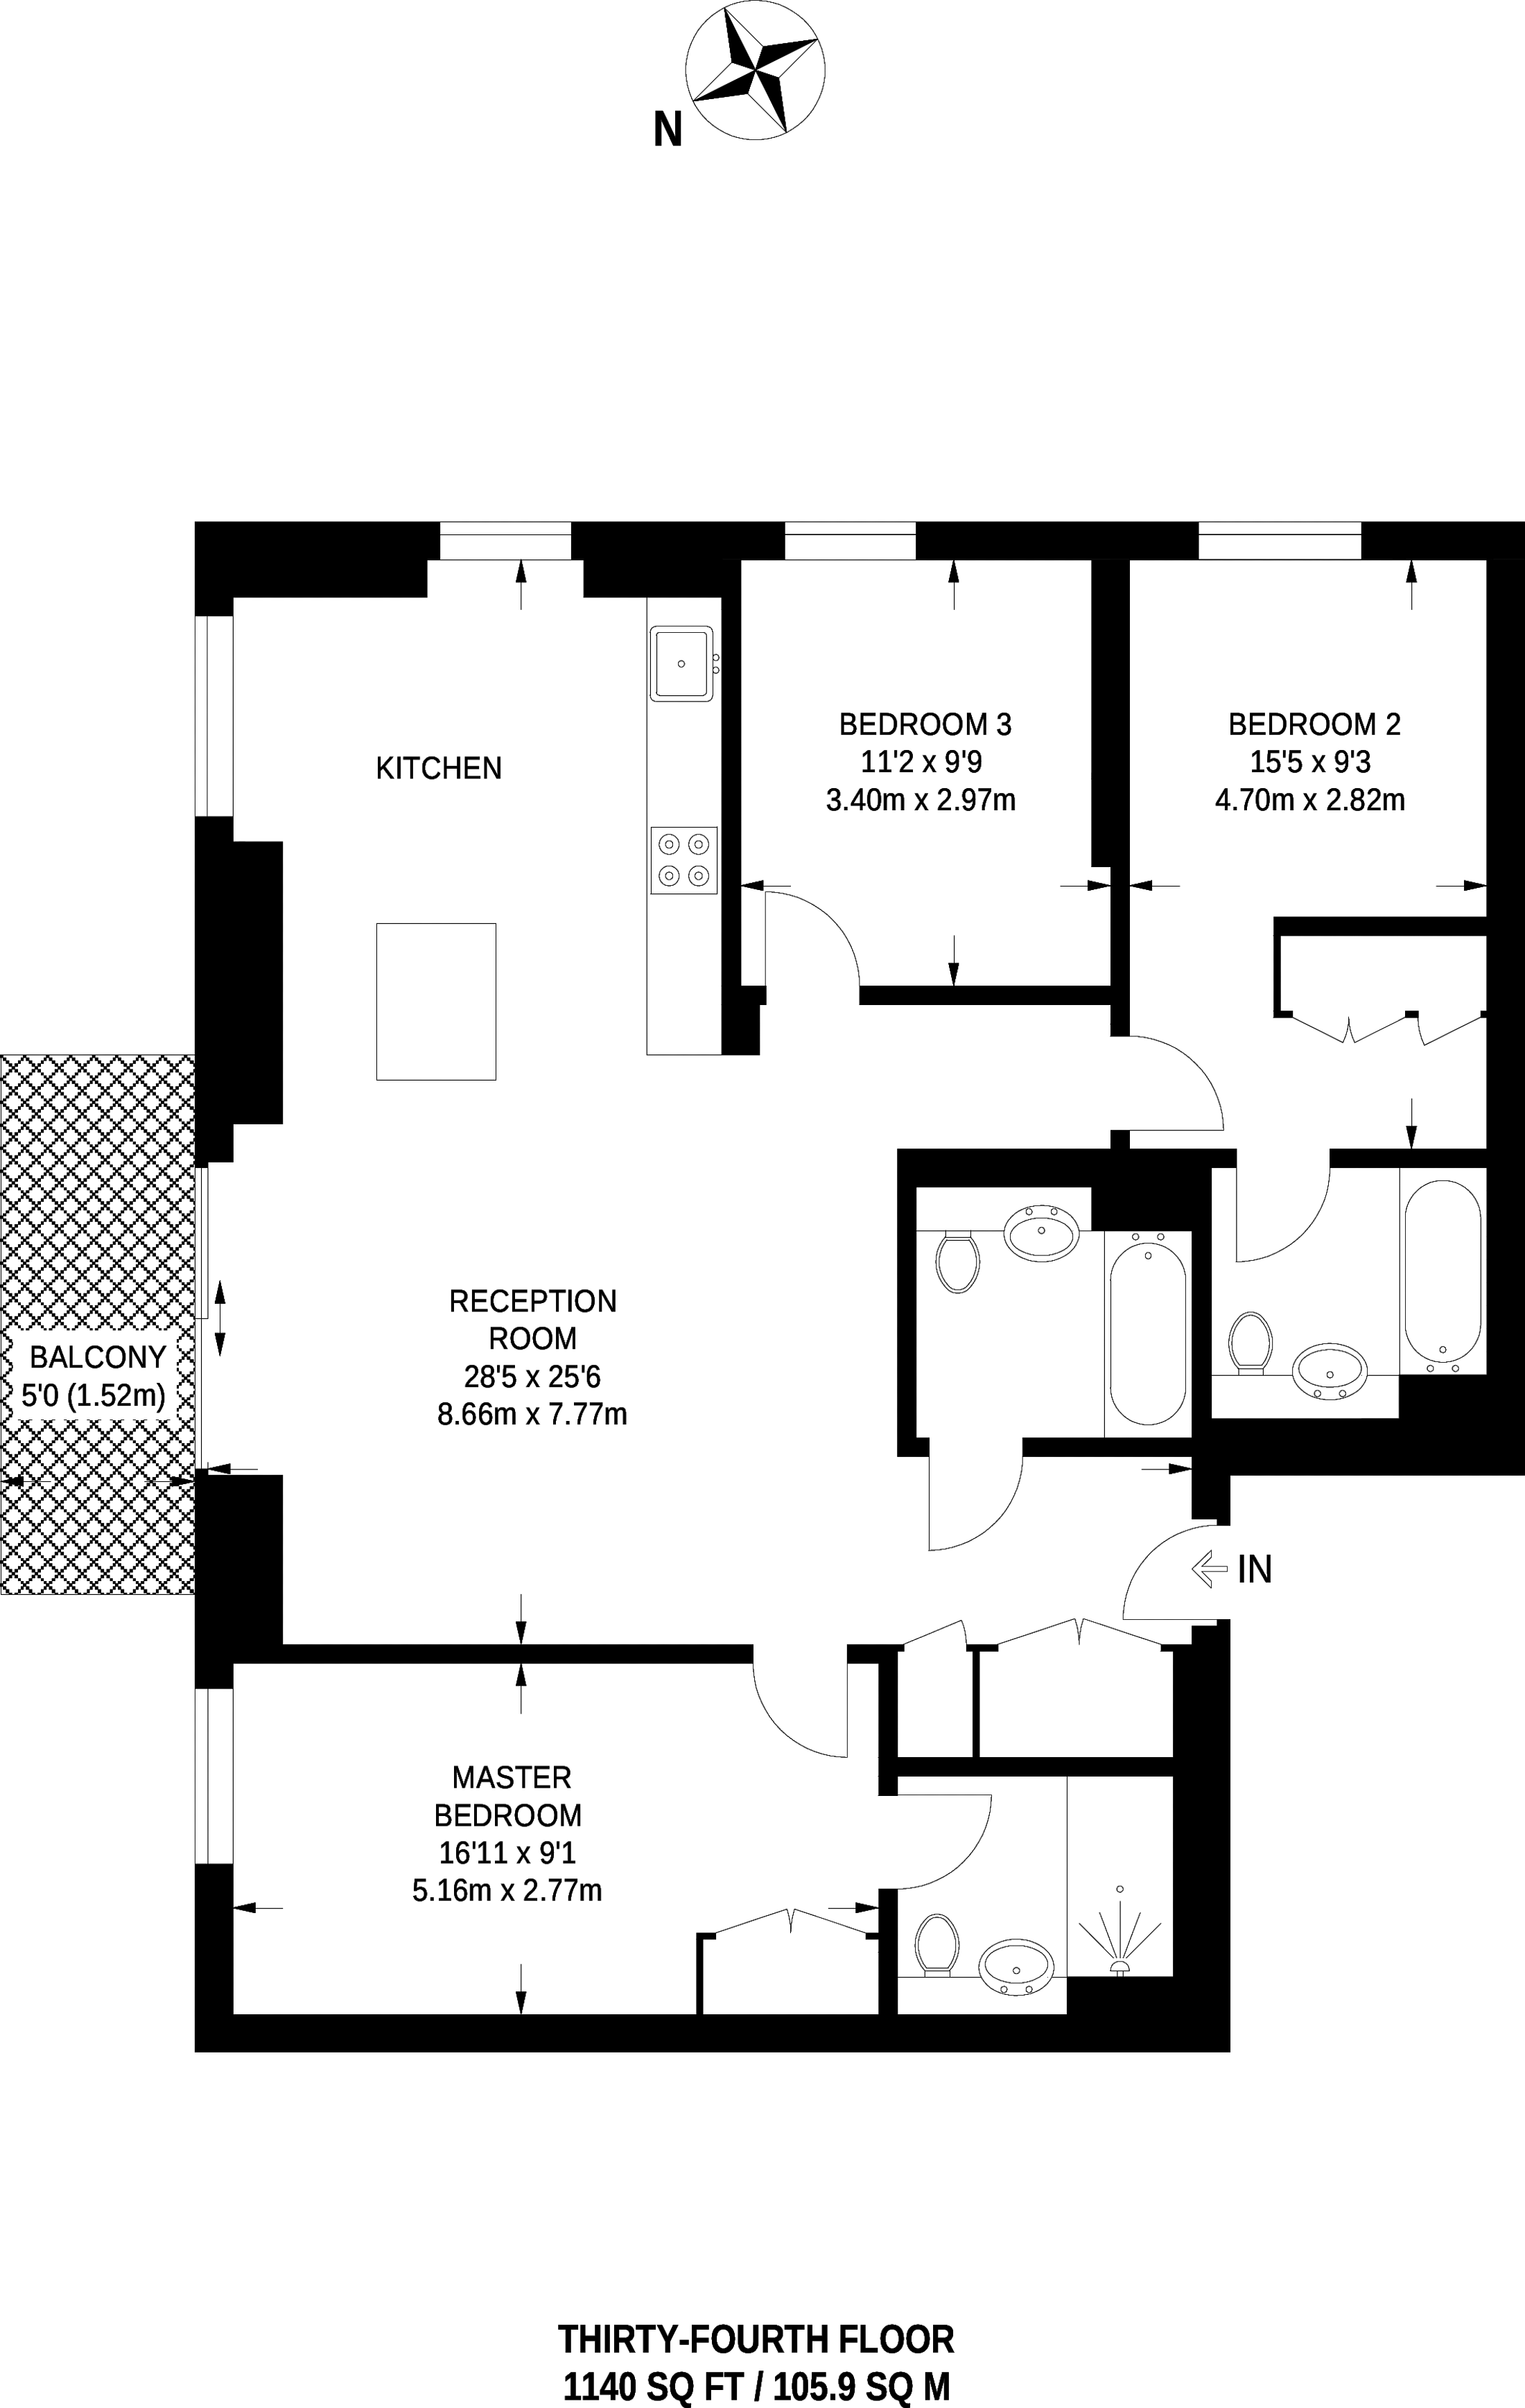 N
KITCHEN
BEDROOM 3
11'2 x 9'9
3.40m x 2.97m
BEDROOM 2
15'5 x 9'3
4.70m x 2.82m
RECEPTION
ROOM
28'5 x 25'6
8.66m x 7.77m
BALCONY
5'0 (1.52m)
IN
MASTER
BEDROOM
16'11 x 9'1
5.16m x 2.77m
THIRTY-FOURTH FLOOR
1140 SQ FT / 105.9 SQ M